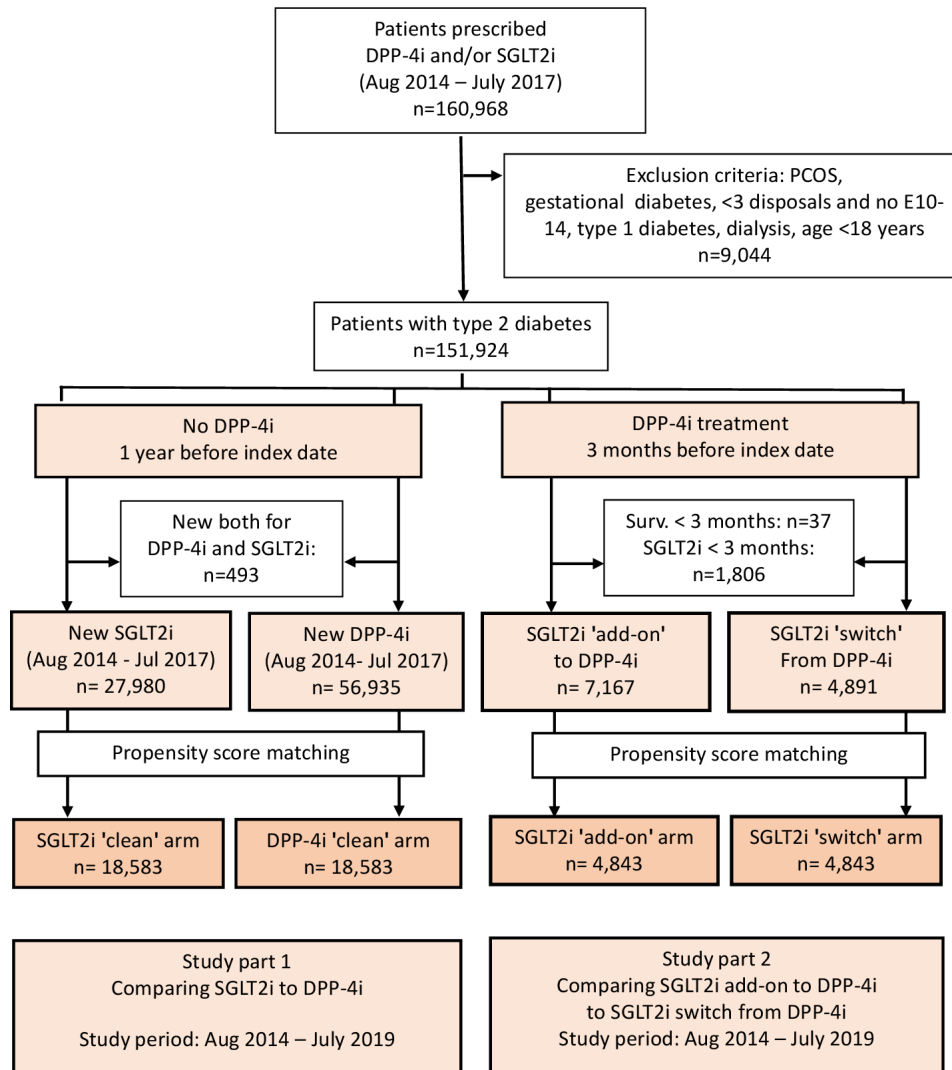 Patients prescribed
DPP-4i and/or SGLT2i
(Aug 2014 – July 2017)
n=160,968
Exclusion criteria: PCOS,
gestational diabetes, <3 disposals and no E10-
14, type 1 diabetes, dialysis, age <18 years
n=9,044
Patients with type 2 diabetes
n=151,924
No DPP-4i
1 year before index date
DPP-4i treatment
3 months before index date
New both for
DPP-4i and SGLT2i:
n=493
Surv. < 3 months: n=37
SGLT2i < 3 months:
n=1,806
New SGLT2i
(Aug 2014 - Jul 2017)
n= 27,980
New DPP-4i
(Aug 2014- Jul 2017)
n= 56,935
SGLT2i 'add-on'
to DPP-4i
n= 7,167
SGLT2i 'switch'
From DPP-4i
n= 4,891
Propensity score matching
Propensity score matching
SGLT2i 'clean' arm
n= 18,583
DPP-4i 'clean' arm
n= 18,583
SGLT2i 'add-on' arm
n= 4,843
SGLT2i 'switch' arm
n= 4,843
Study part 1
Comparing SGLT2i to DPP-4i
Study period: Aug 2014 – July 2019
Study part 2
Comparing SGLT2i add-on to DPP-4i
to SGLT2i switch from DPP-4i
Study period: Aug 2014 – July 2019